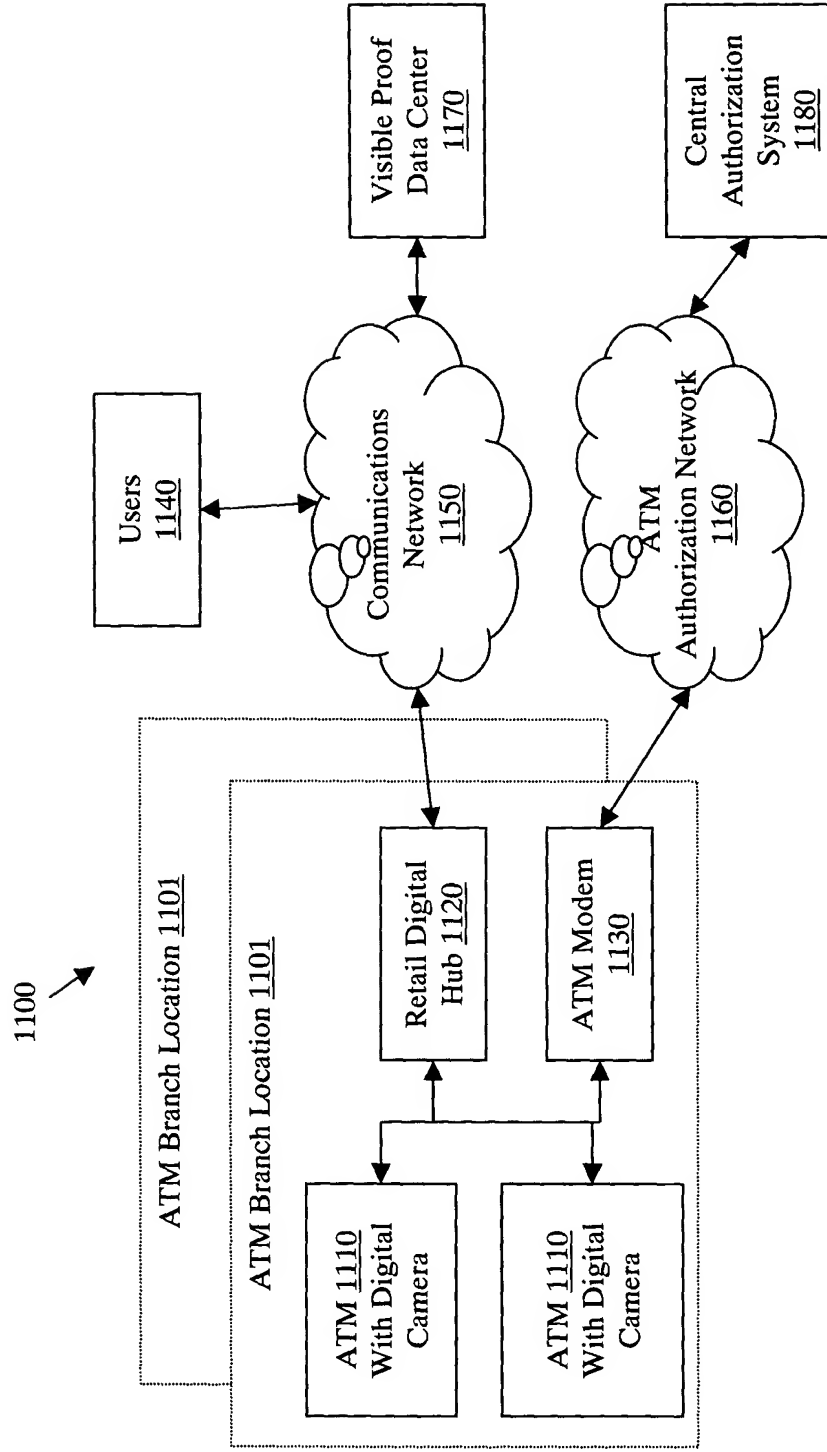 1100
ATM Branch Location 1101
ATM Branch Location 1101
ATM 1110
With Digital
Camera
ATM 1110
With Digital
Camera
Retail Digital
Hub 1120
ATM Modem
1130
Users
1140
Communications
Network
1150
ATM
Authorization Network
1160
Visible Proof
Data Center
1170
Central
Authorization
System
1180